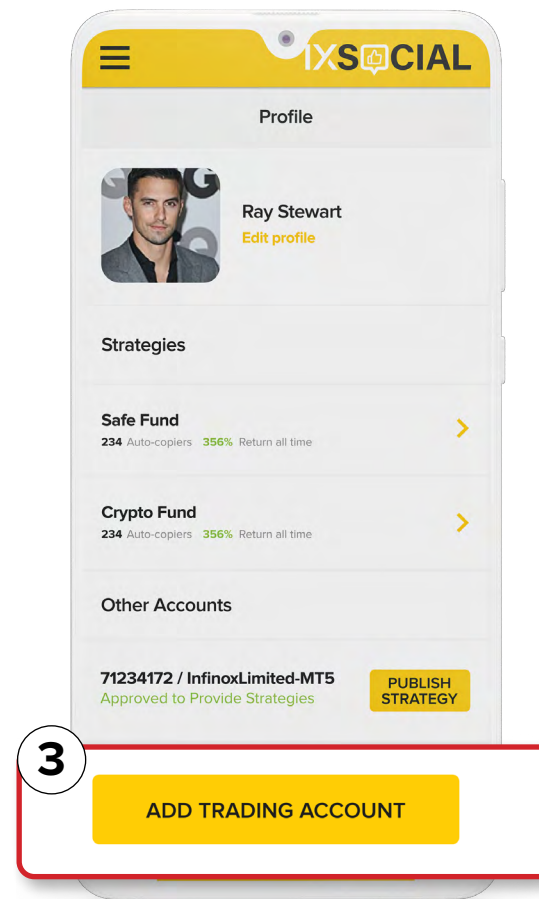 IXSOCIAL
Profile
Ray Stewart
Edit profile
Strategies
Safe Fund
234 Auto-copiers 356% Return all time
Crypto Fund
234 Auto-copiers 356% Return all time
Other Accounts
71234172 / InfinoxLimited-MT5
Approved to Provide Strategies
PUBLISH
STRATEGY
3
ADD TRADING ACCOUNT